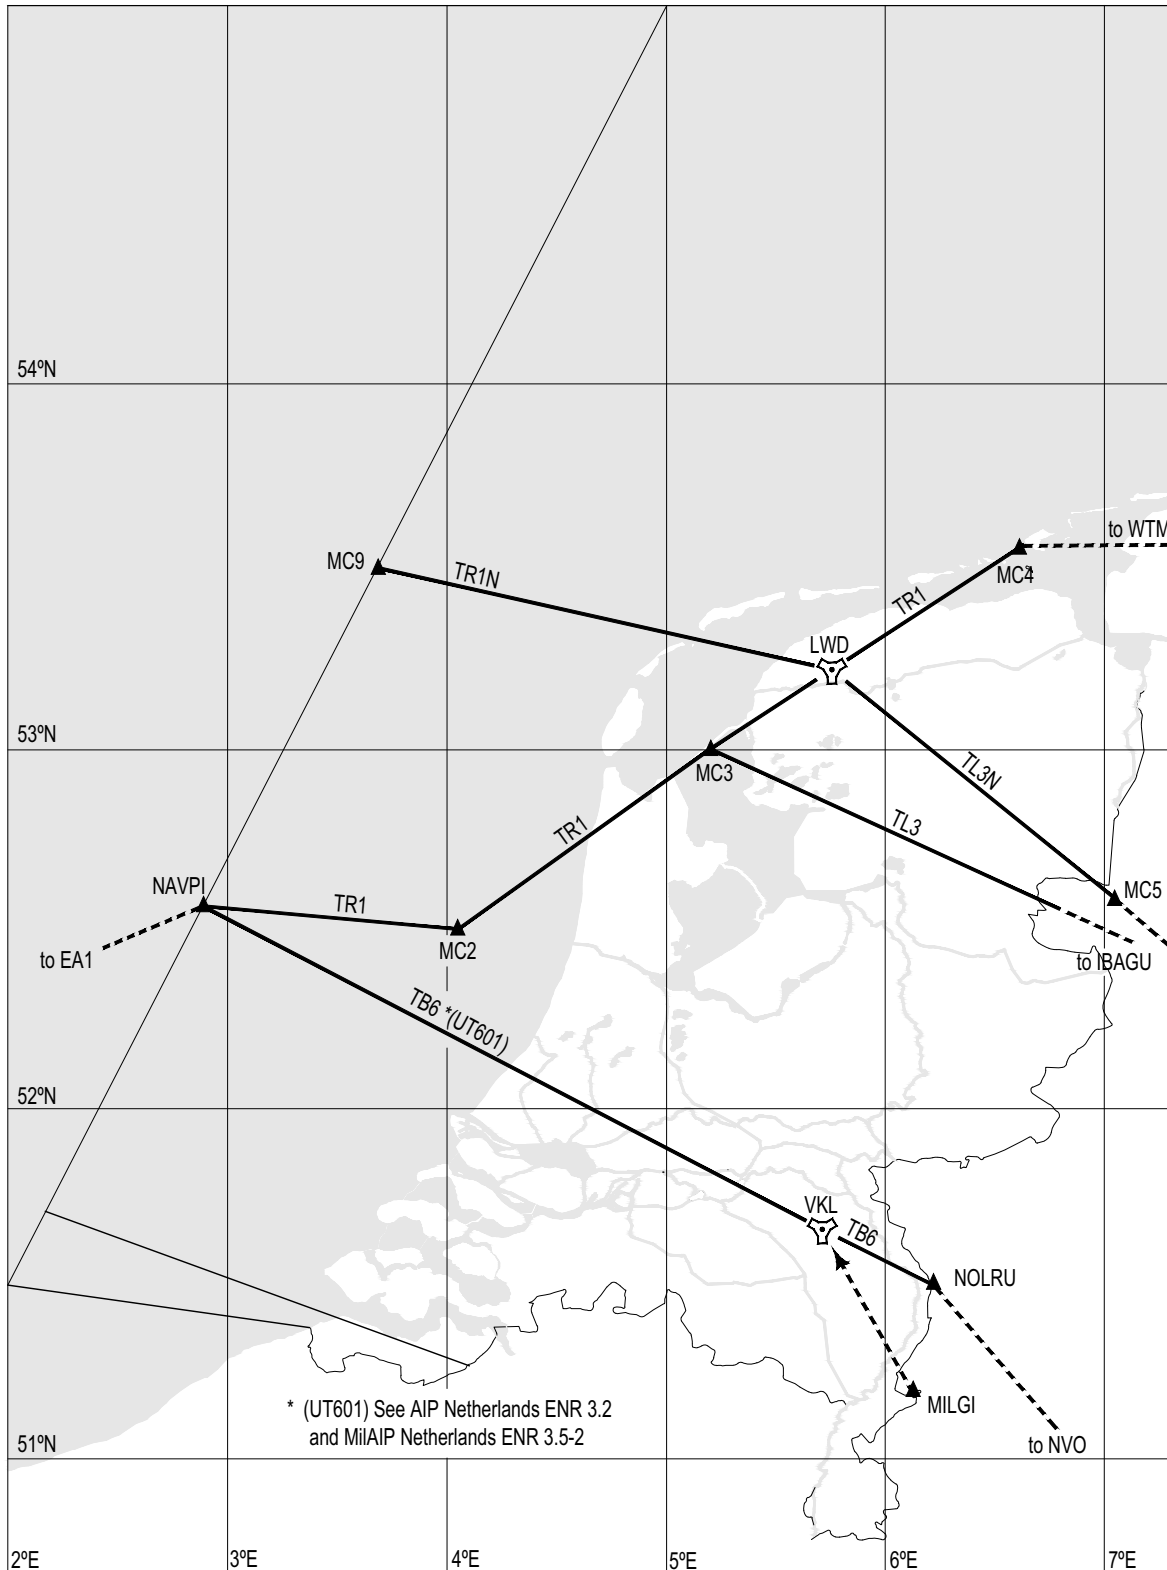 54ºN
to WTM
MC9
TR1N
MC4
TR1
LWD
53ºN
MC3
TL3N
TL3
TR1
NAVPI
TR1
MC5
MC2
to EA1
to IBAGU
TB6 *(UT601)
52ºN
VKL
TB6
NOLRU
MILGI
* (UT601) See AIP Netherlands ENR 3.2
and MilAIP Netherlands ENR 3.5-2
to NVO
51ºN
2ºE
3ºE
4ºE
5ºE
6ºE
7ºE